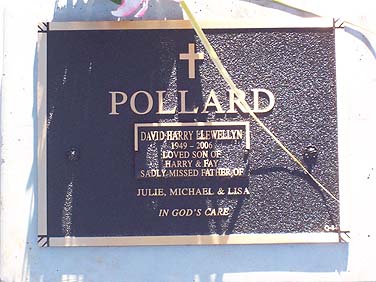 POLLARD
DAVID HARRY LLEWELLYN
1949 - 2006
LOVED SON OF
HARRY & FAY
SADLY MISSED FATHER OF
JULIE, MICHAEL & LISA
IN GOD'S CARE